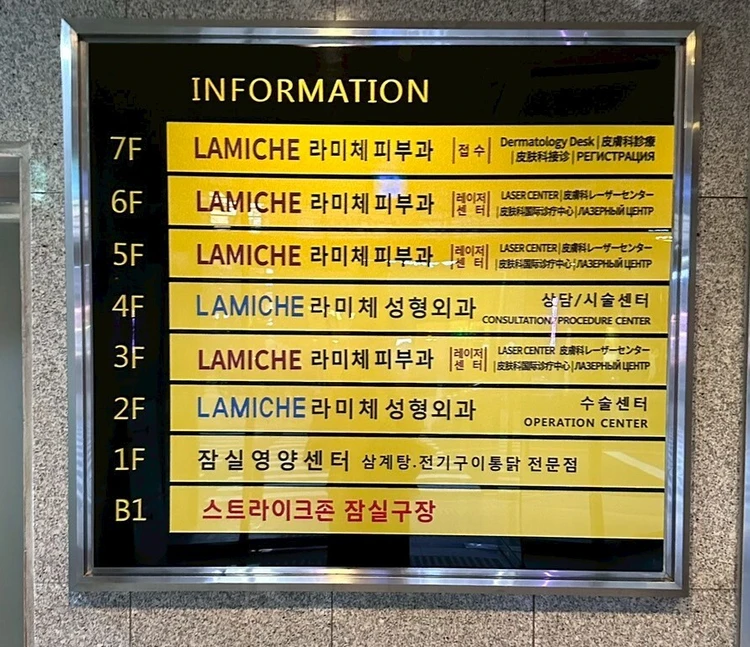 INFORMATION
7F LAMICHE 라미체 피부과 |접 수| Dermatology Desk | 皮膚科診療
| 皮肤科接诊 | РЕГИСТРАЦИЯ
6F LAMICHE 라미체 피부과 |레이저 센 터| LASER CENTER | 皮膚科レーザーセンター
| 皮肤科国际诊疗中心 | ЛАЗЕРНЫЙ ЦЕНТР
5F LAMICHE 라미체 피부과 |레이저 센 터| LASER CENTER | 皮膚科レーザーセンター
| 皮肤科国际诊疗中心 | ЛАЗЕРНЫЙ ЦЕНТР
4F LAMICHE 라미체 성형외과 상담/시술센터
CONSULTATION/PROCEDURE CENTER
3F LAMICHE 라미체 피부과 |레이저 센 터| LASER CENTER 皮膚科レーザーセンター
| 皮肤科国际诊疗中心 | ЛАЗЕРНЫЙ ЦЕНТР
2F LAMICHE 라미체 성형외과 수술센터
OPERATION CENTER
1F 잠실영양센터 삼계탕.전기구이통닭 전문점
B1 스트라이크존 잠실구장